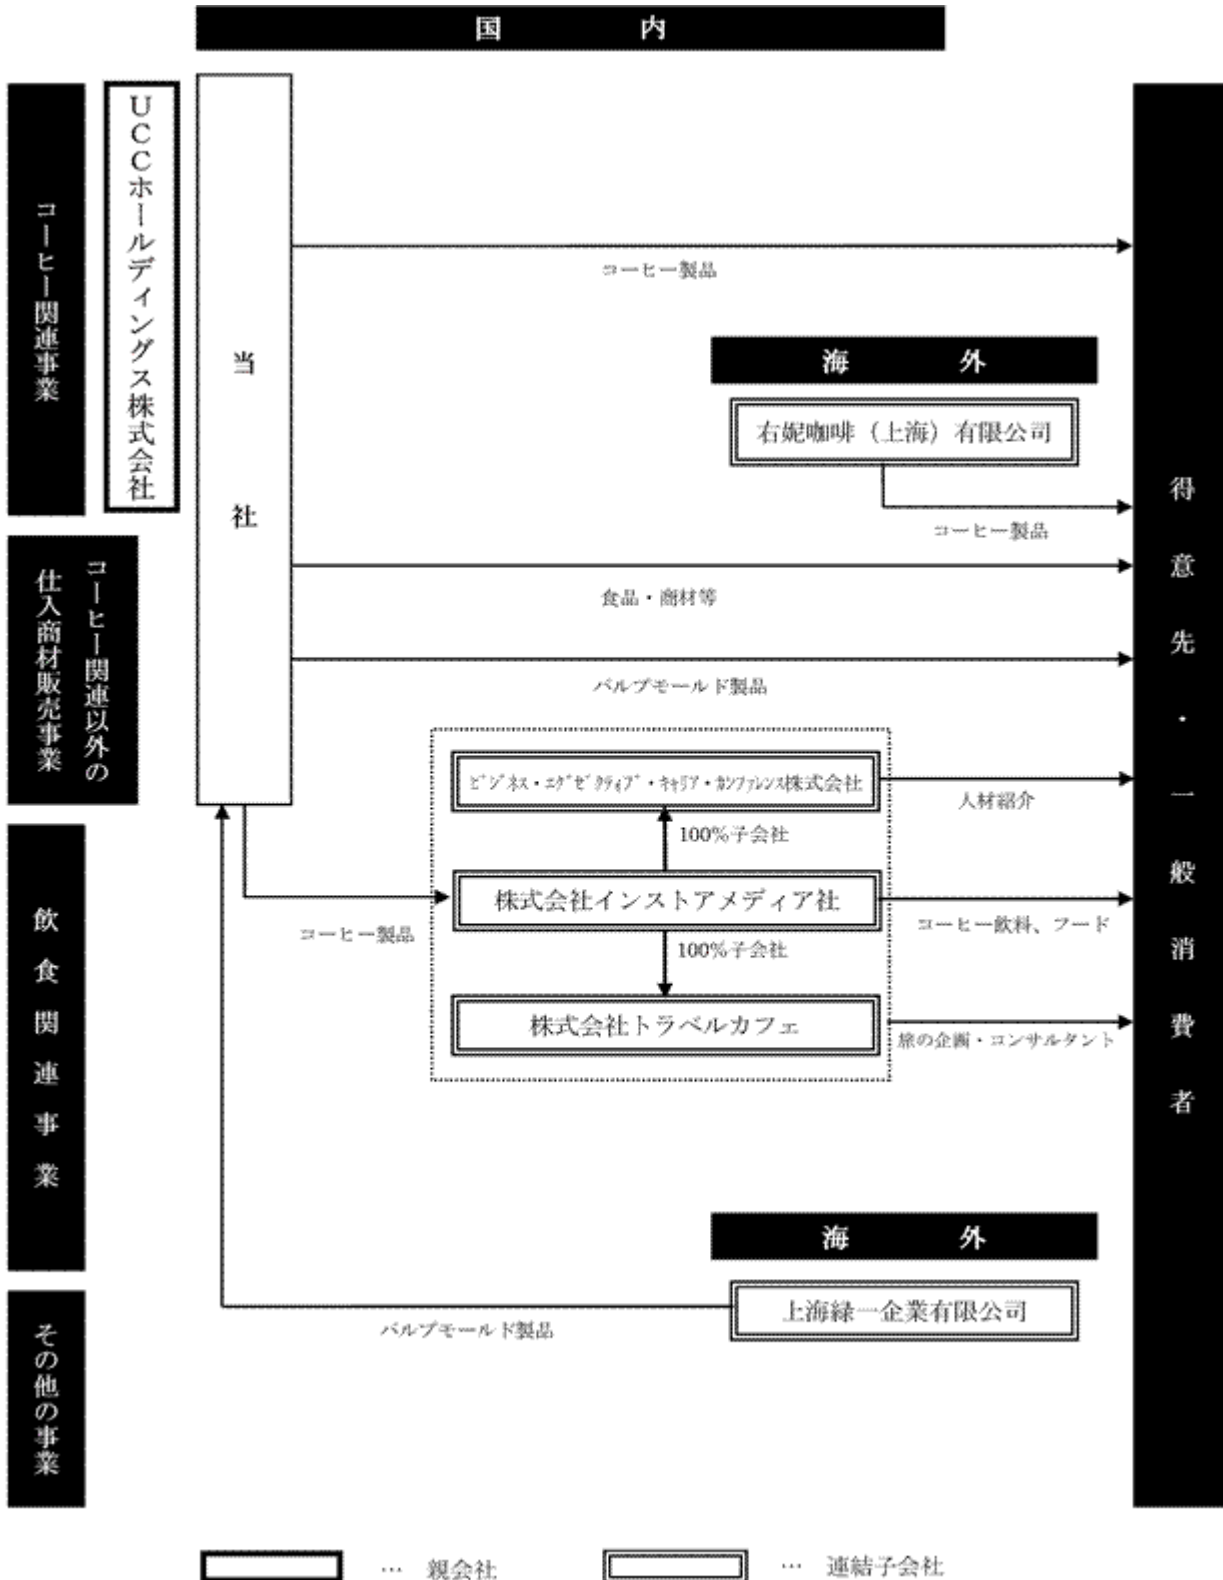 国 内
コーヒー関連事業
UCCホールディングス株式会社
当社
コーヒー製品
海 外
右妮咖啡（上海）有限公司
コーヒー製品
コーヒー関連以外の
仕入商材販売事業
食品・商材等
パルプモールド製品
ﾋﾞｼﾞﾈｽ・ｴｸﾞｾﾞｸﾃｨﾌﾞ・ｷｬﾘｱ・ｶﾝﾌｧﾚﾝｽ株式会社
人材紹介
100%子会社
飲食関連事業
コーヒー製品
株式会社インストアメディア社
コーヒー飲料、フード
100%子会社
株式会社トラベルカフェ
旅の企画・コンサルタント
得意先・一般消費者
海 外
上海緑一企業有限公司
パルプモールド製品
その他の事業
… 親会社
… 連結子会社